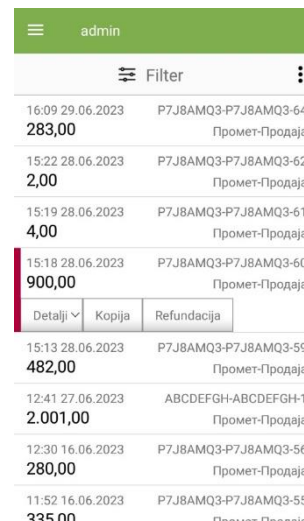 admin
Filter
16:09 29.06.2023 P7J8AMQ3-P7J8AMQ3-64
283,00 Промет-Продаја
15:22 28.06.2023 P7J8AMQ3-P7J8AMQ3-62
2,00 Промет-Продаја
15:19 28.06.2023 P7J8AMQ3-P7J8AMQ3-61
4,00 Промет-Продаја
15:18 28.06.2023 P7J8AMQ3-P7J8AMQ3-60
900,00 Промет-Продаја
Detalji Kopija Refundacija
15:13 28.06.2023 P7J8AMQ3-P7J8AMQ3-59
482,00 Промет-Продаја
12:41 27.06.2023 ABCDEFGH-ABCDEFGH-1
2.001,00 Промет-Продаја
12:30 16.06.2023 P7J8AMQ3-P7J8AMQ3-56
280,00 Промет-Продаја
11:52 16.06.2023 P7J8AMQ3-P7J8AMQ3-55
335,00 Промет-Продаја